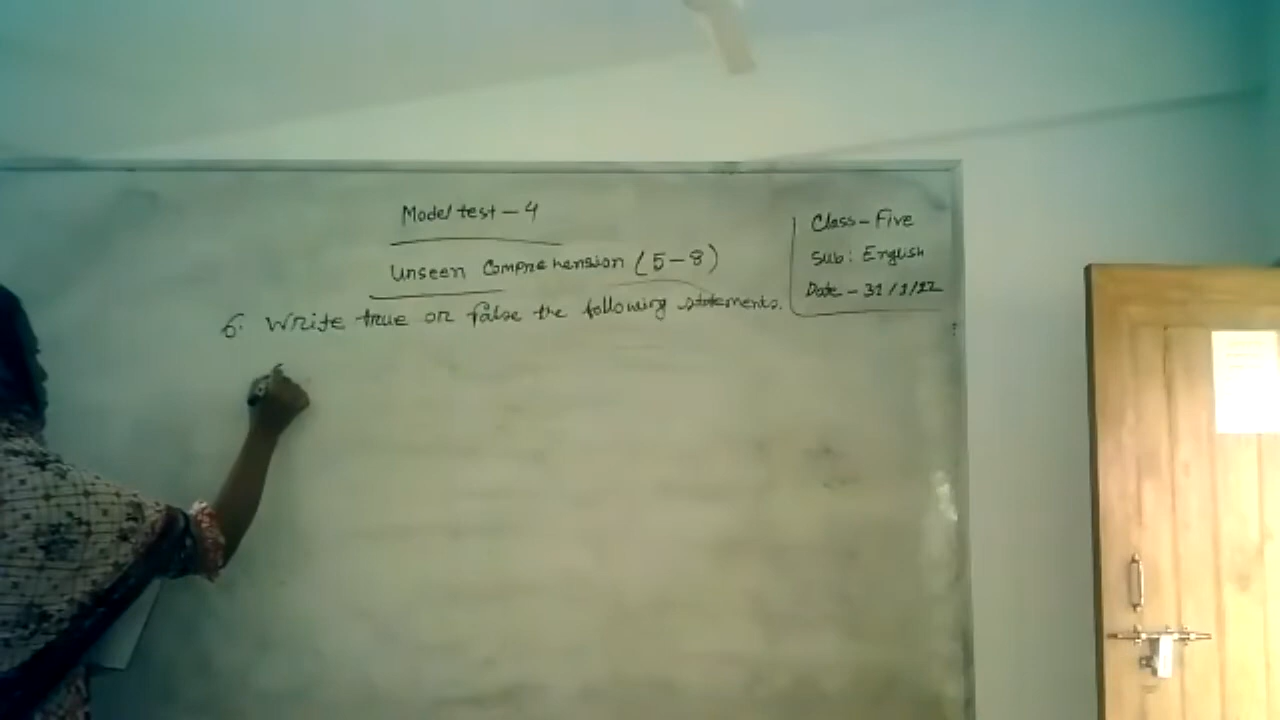 Model test - 4
Unseen Comprehension (5-8)
6. Write true or false the following statements.
Class - Five
Sub: English
Date - 31/1/22